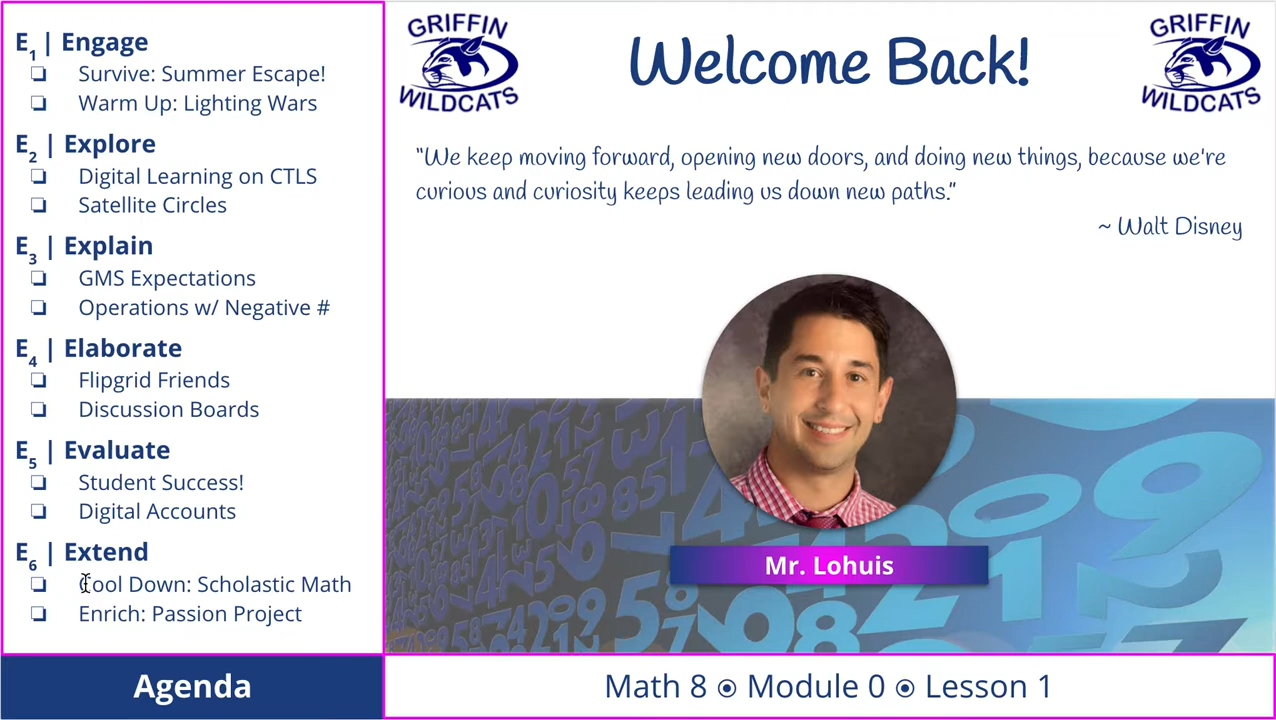 E1 | Engage
❏ Survive: Summer Escape!
❏ Warm Up: Lighting Wars
E2 | Explore
❏ Digital Learning on CTLS
❏ Satellite Circles
E3 | Explain
❏ GMS Expectations
❏ Operations w/ Negative #
E4 | Elaborate
❏ Flipgrid Friends
❏ Discussion Boards
E5 | Evaluate
❏ Student Success!
❏ Digital Accounts
E6 | Extend
❏ Cool Down: Scholastic Math
❏ Enrich: Passion Project
Agenda
GRIFFIN
WILDCATS
Welcome Back!
GRIFFIN
WILDCATS
"We keep moving forward, opening new doors, and doing new things, because we're
curious and curiosity keeps leading us down new paths."
~ Walt Disney
Mr. Lohuis
Math 8 ⦿ Module 0 ⦿ Lesson 1